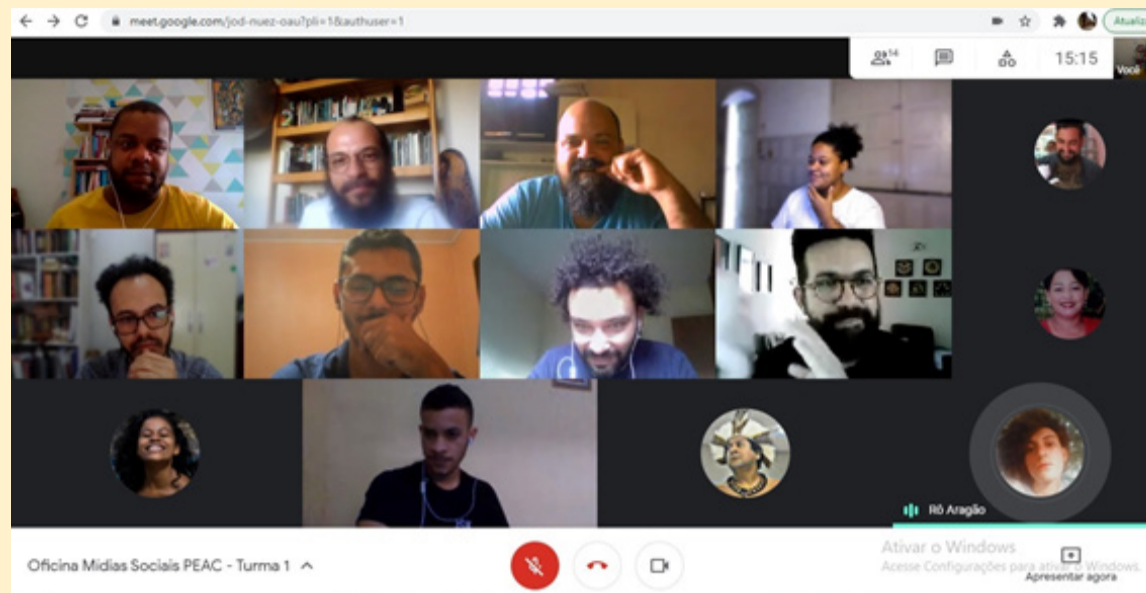 meet.google.com/jod-nuez-oau?pli=1&authuser=1
14
15:15
Você
Rô Aragão
Oficina Midias Sociais PEAC - Turma 1
Ativar o Windows
Acesse Configurações para ativar o Windows.
Apresentar agora